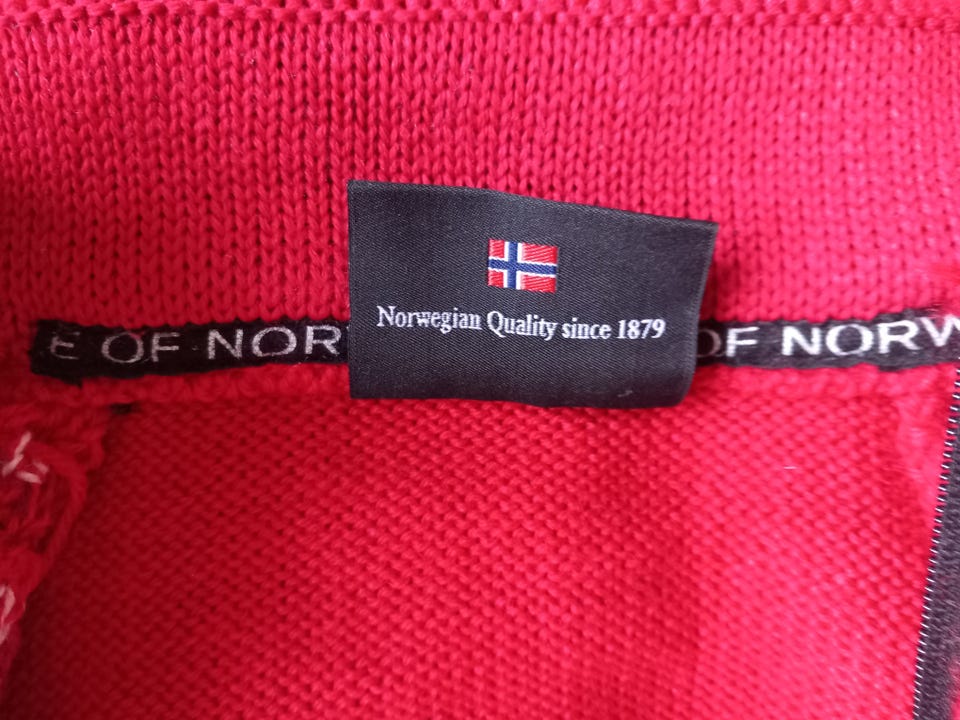 Norwegian Quality since 1879
E OF NOR
OF NORW